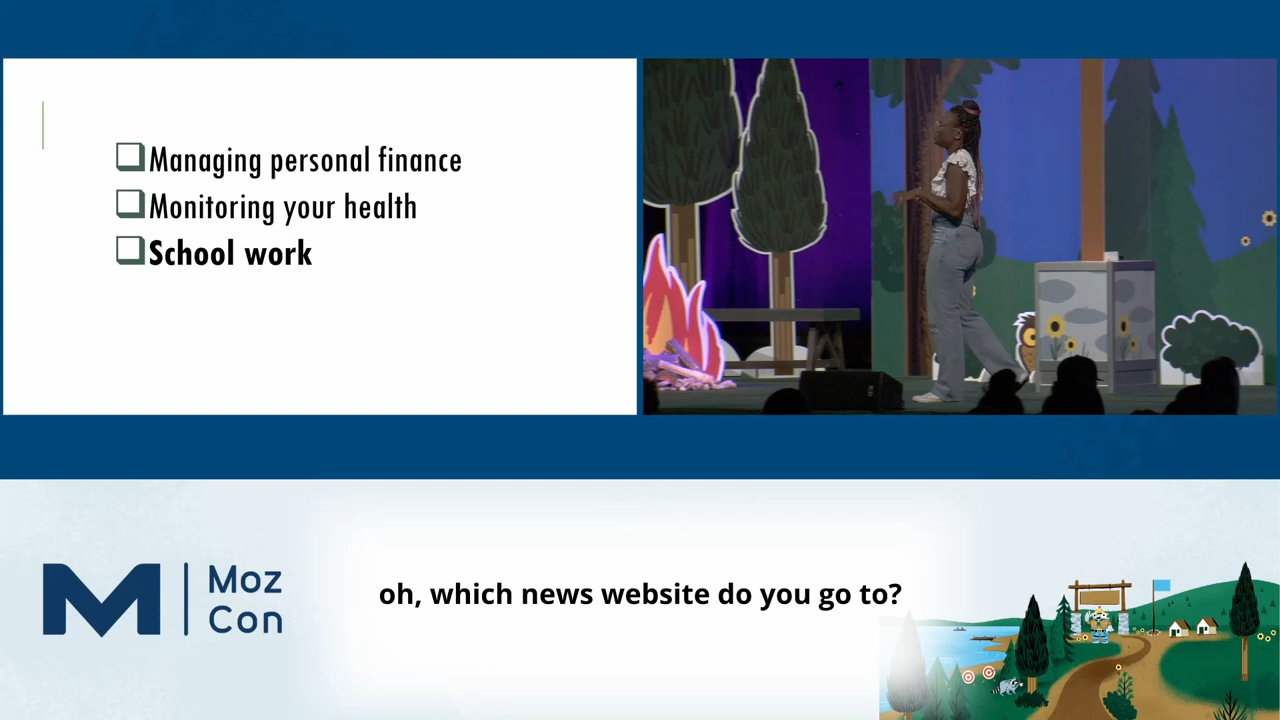 Managing personal finance
Monitoring your health
School work
Moz
Con
oh, which news website do you go to?